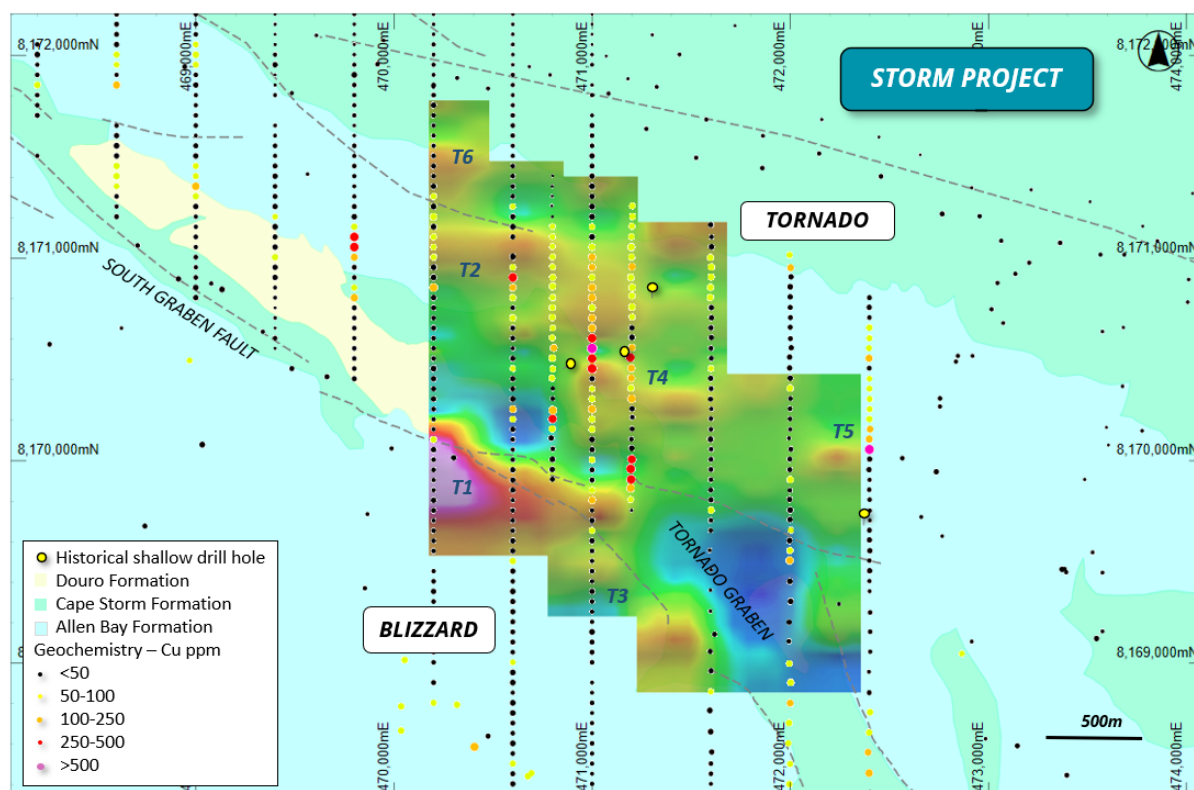 469,000mE
470,000mE
471,000mE
472,000mE
474,000mE
8,172,000mN
8,172,000mN
STORM PROJECT
T6
TORNADO
8,171,000mN
8,171,000mN
T2
SOUTH GRABEN FAULT
T4
T5
8,170,000mN
8,170,000mN
T1
TORNADO GRABEN
Historical shallow drill hole
Douro Formation
Cape Storm Formation
Allen Bay Formation
Geochemistry – Cu ppm
<50
50-100
100-250
250-500
>500
T3
BLIZZARD
8,169,000mN
500m
470,000mE
471,000mE
472,000mE
473,000mE
474,000mE